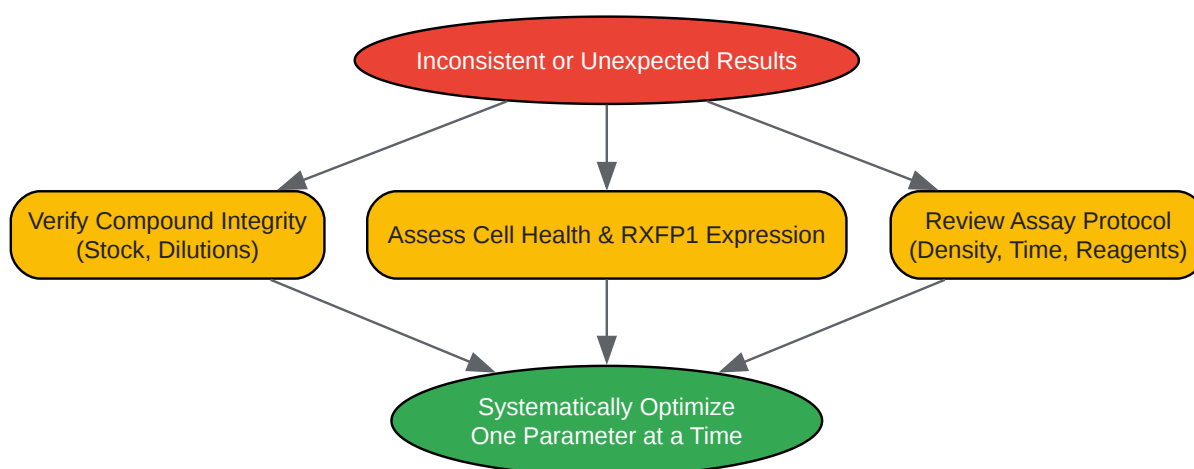 Inconsistent or Unexpected Results
Verify Compound Integrity
(Stock, Dilutions)
Assess Cell Health & RXFP1 Expression
Review Assay Protocol
(Density, Time, Reagents)
Systematically Optimize
One Parameter at a Time